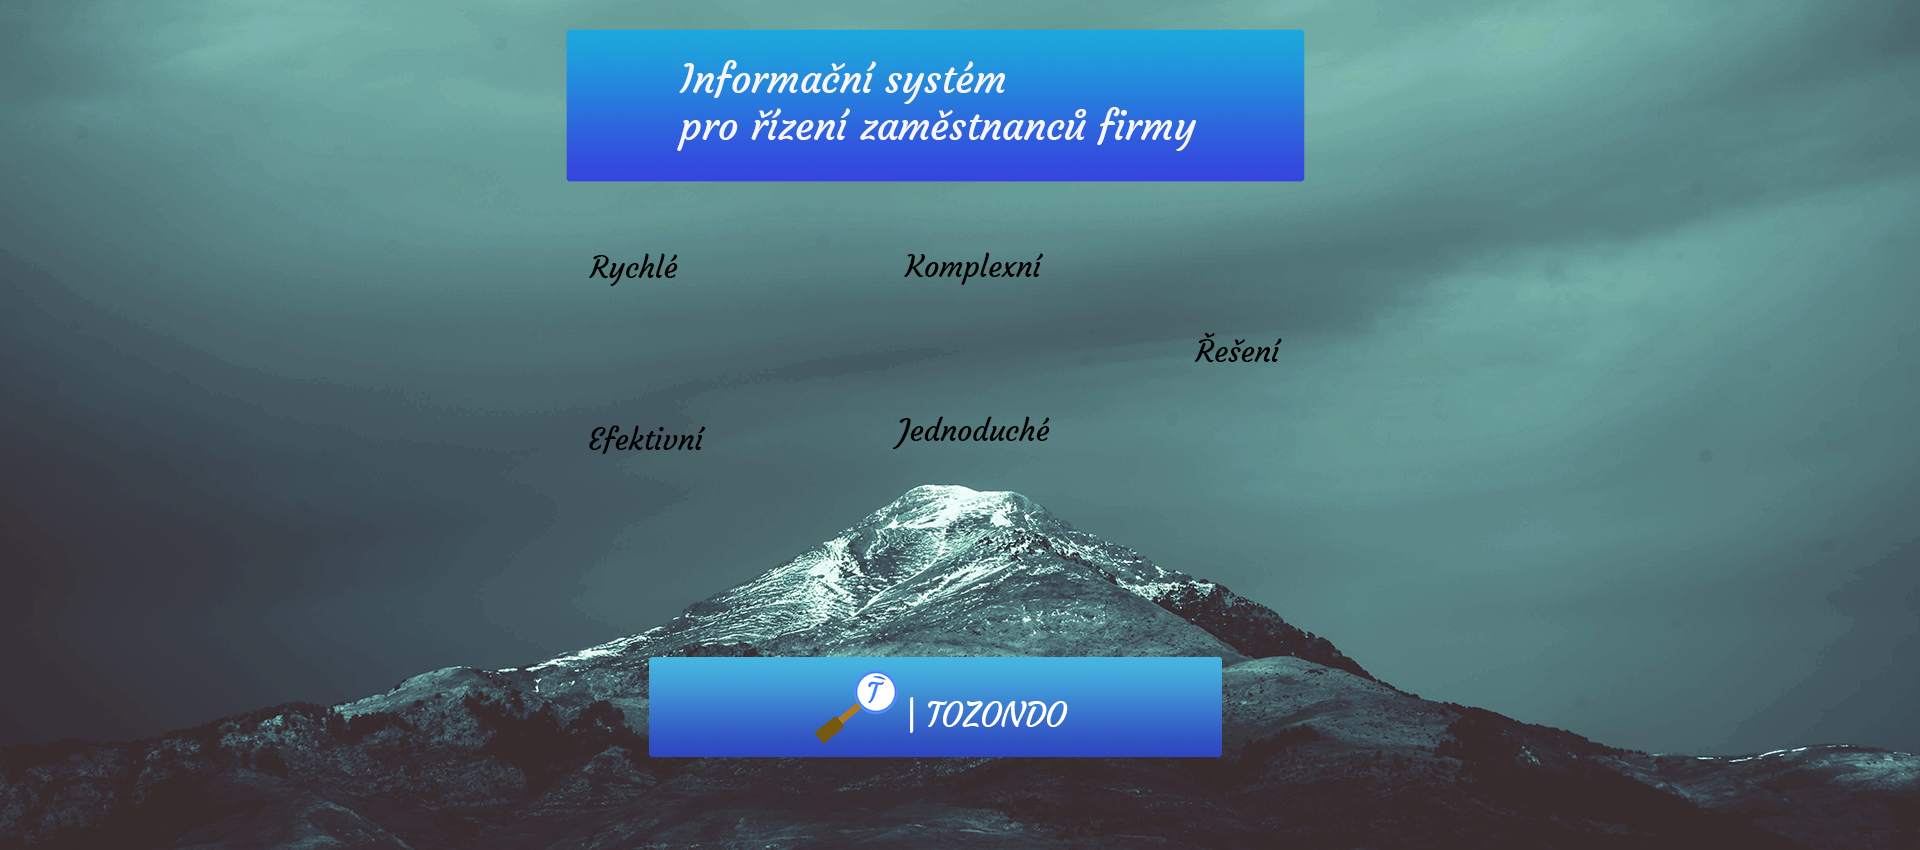 Informační systém
pro řízení zaměstnanců firmy
Rychlé
Komplexní
Řešení
Efektivní
Jednoduché
T
| TOZONDO